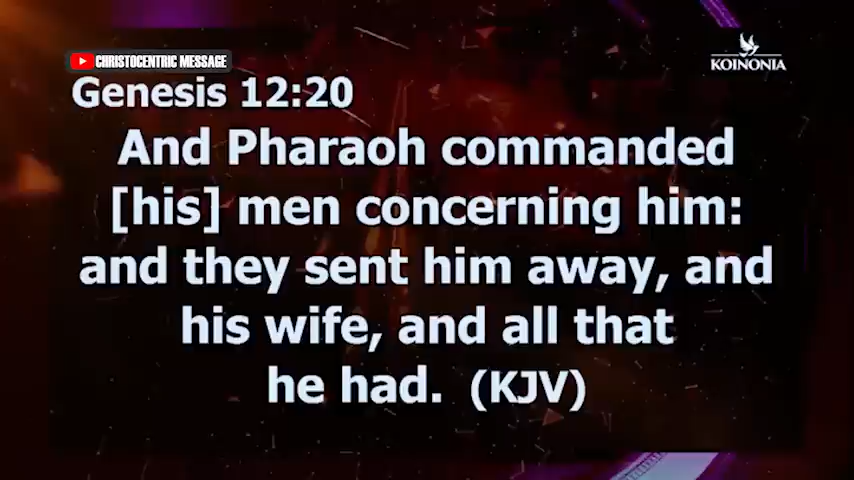 CHRISTOCENTRIC MESSAGE
KOINONIA
Genesis 12:20
And Pharaoh commanded
[his] men concerning him:
and they sent him away, and
his wife, and all that
he had. (KJV)